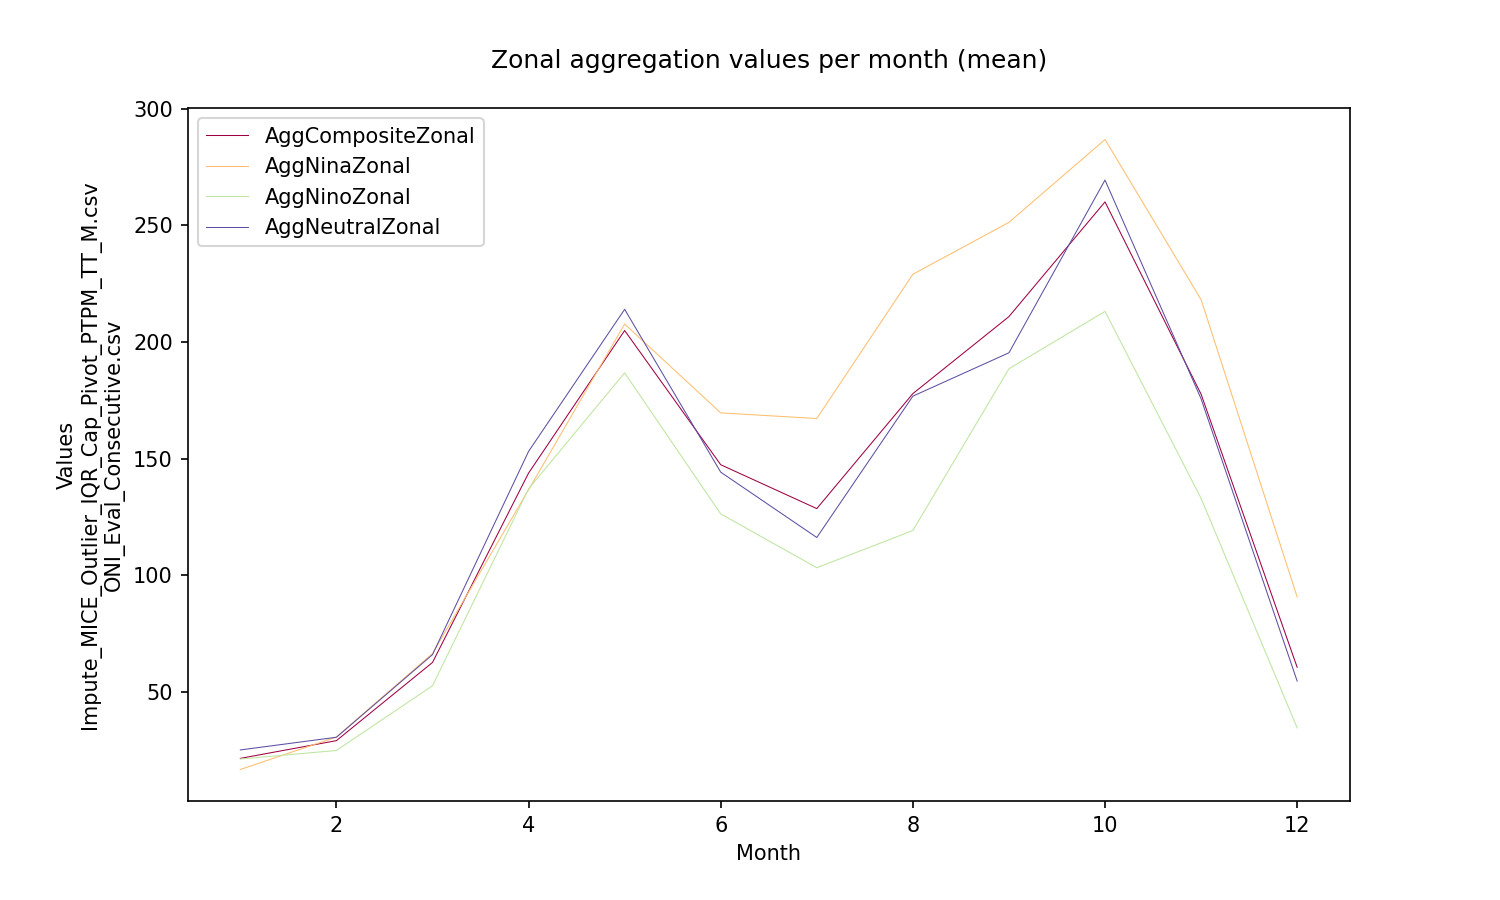 Zonal aggregation values per month (mean)
300
250
200
150
100
50
AggCompositeZonal
AggNinaZonal
AggNinoZonal
AggNeutralZonal
Values
Impute_MICE_Outlier_IQR_Cap_Pivot_PTPM_TT_M.csv
ONI_Eval_Consecutive.csv
2 4 6 8 10 12
Month